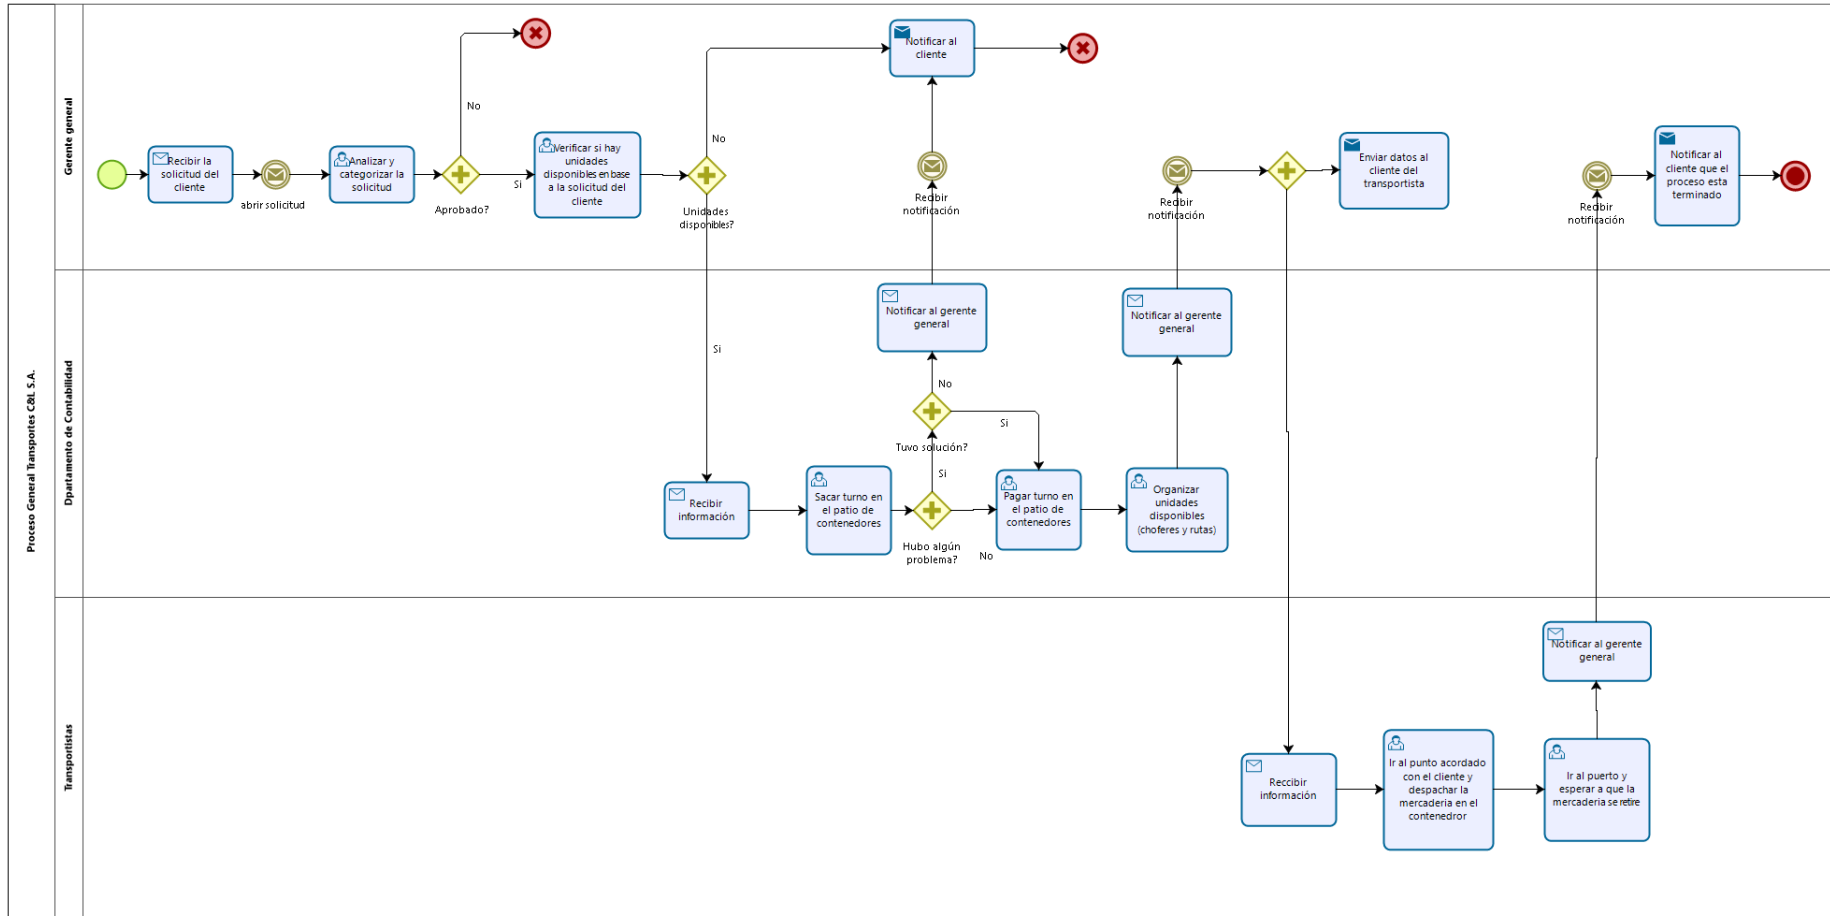 Proceso General Transportes C&L S.A.
Gerente general
Recibir la
solicitud del
cliente
abrir solicitud
Analizar y
categorizar la
solicitud
Aprobado?
No
Si
Verificar si hay
unidades
disponibles en base
a la solicitud del
cliente
Unidades
disponibles?
No
Si
Notificar al
cliente
Recibir
notificación
Recibir
notificación
Enviar datos al
cliente del
transportista
Recibir
notificación
Notificar al
cliente que el
proceso esta
terminado
Dpartamento de Contabilidad
Recibir
información
Sacar turno en
el patio de
contenedores
Hubo algún
problema?
Si
No
Tuvo solución?
No
Si
Notificar al gerente
general
Pagar turno en
el patio de
contenedores
Organizar
unidades
disponibles
(choferes y rutas)
Notificar al gerente
general
Transportistas
Reccibir
información
Ir al punto acordado
con el cliente y
despachar la
mercaderia en el
contenedror
Ir al puerto y
esperar a que la
mercaderia se retire
Notificar al gerente
general